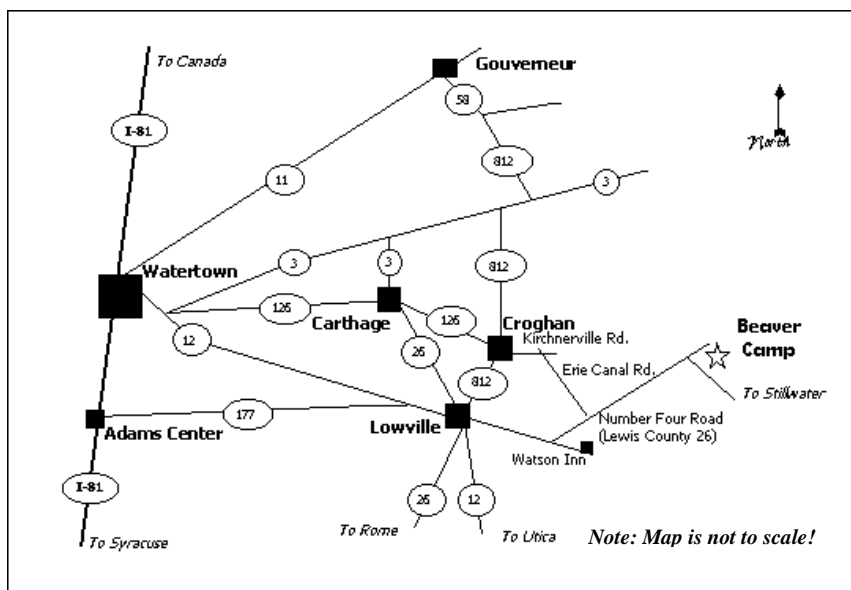 To Canada
Gouverneur
58
I-81
North
812
11
3
3
3
812
Watertown
126
Carthage
126
Croghan
Kirchnerville Rd.
Beaver
Camp
12
26
Erie Canal Rd.
812
To Stillwater
177
Number Four Road
(Lewis County 26)
Adams Center
Lowville
Watson Inn
I-81
26
12
To Rome
To Utica
Note: Map is not to scale!
To Syracuse